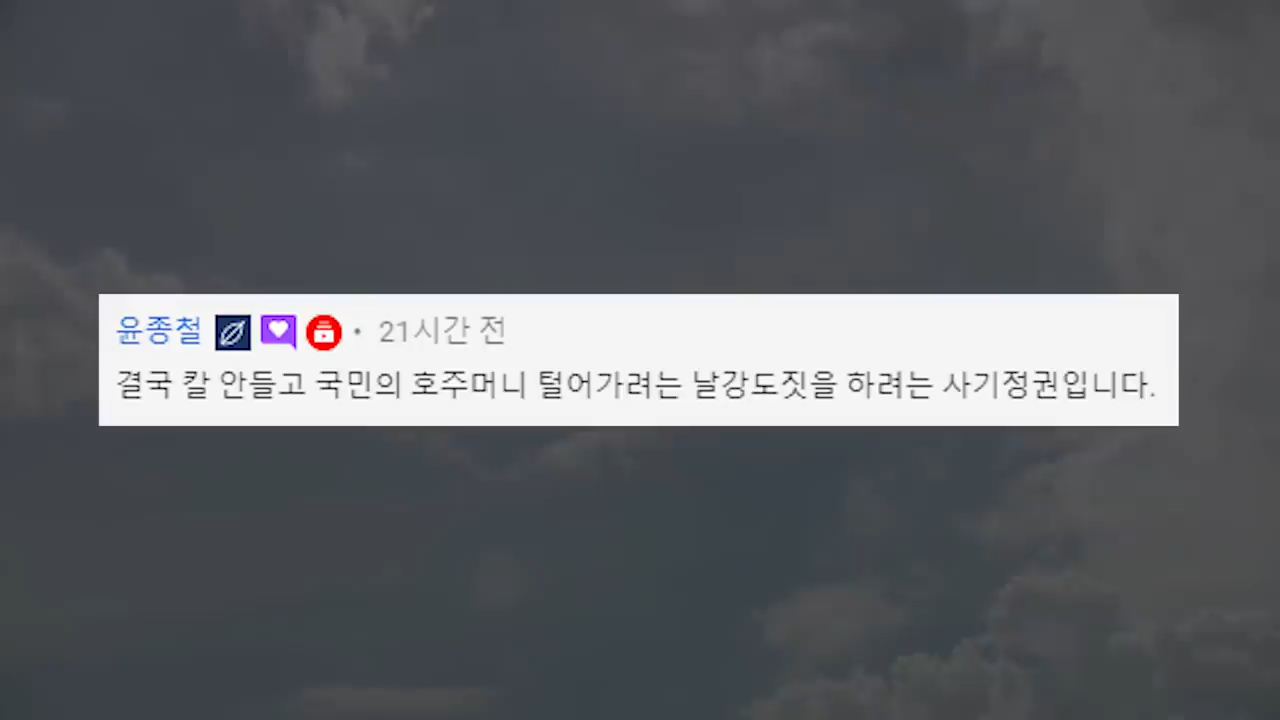 윤종철 • 21시간 전
결국 칼 안들고 국민의 호주머니 털어가려는 날강도짓을 하려는 사기정권입니다.